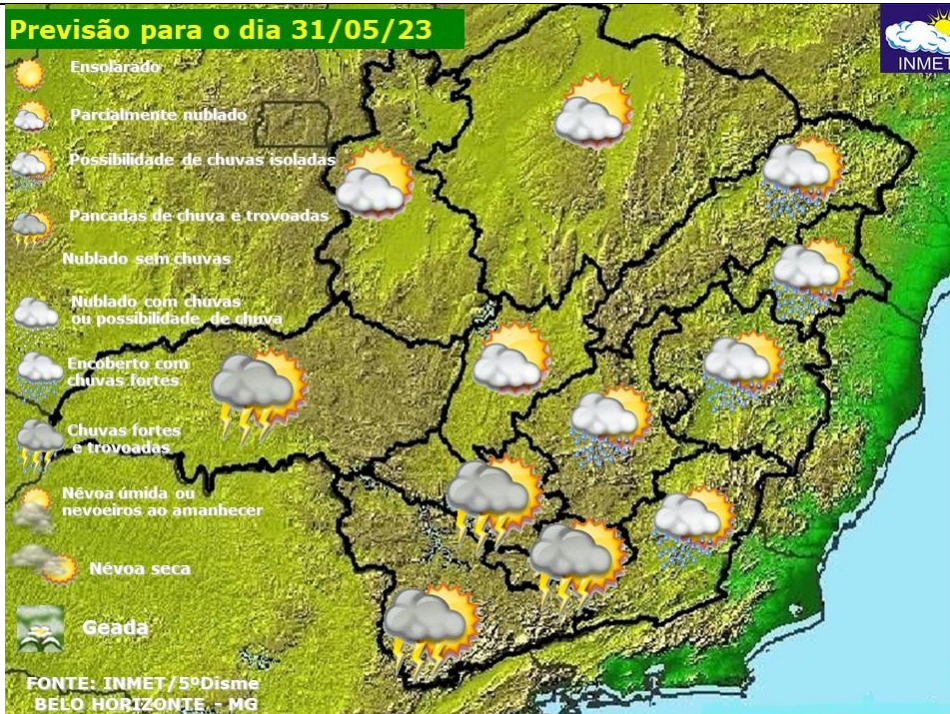 Previsão para o dia 31/05/23
INMET
Ensolarado
Parcialmente nublado
Possibilidade de chuvas isoladas
Pancadas de chuva e trovoadas
Nublado sem chuvas
Nublado com chuvas
ou possibilidade de chuva
Encoberto com
chuvas fortes
Chuvas fortes
e trovoadas
Névoa úmida ou
nevoeiros ao amanhecer
Névoa seca
Geada
FONTE: INMET/5ºDisme
BELO HORIZONTE - MG